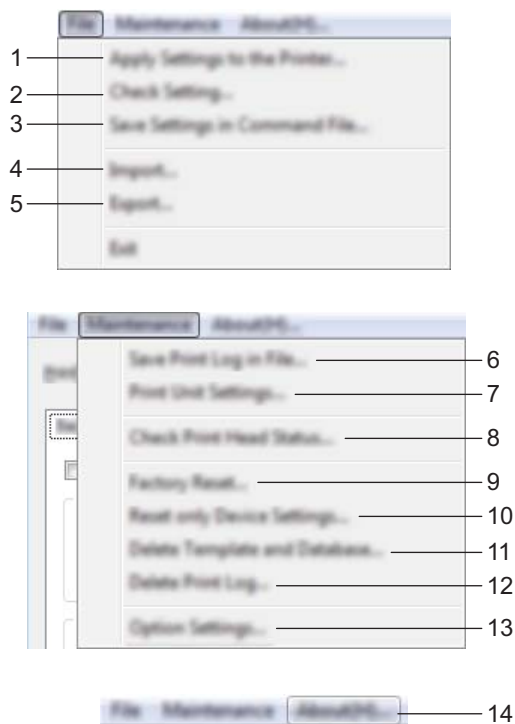 File Maintenance About(H)...
1 Apply Settings to the Printer...
2 Check Setting...
3 Save Settings in Command File...
4 Import...
5 Export...
Exit
File Maintenance About(H)...
Save Print Log in File... 6
Print Unit Settings... 7
Check Print Head Status... 8
Factory Reset... 9
Reset only Device Settings... 10
Delete Template and Database... 11
Delete Print Log... 12
Option Settings... 13
File Maintenance About(H)... 14